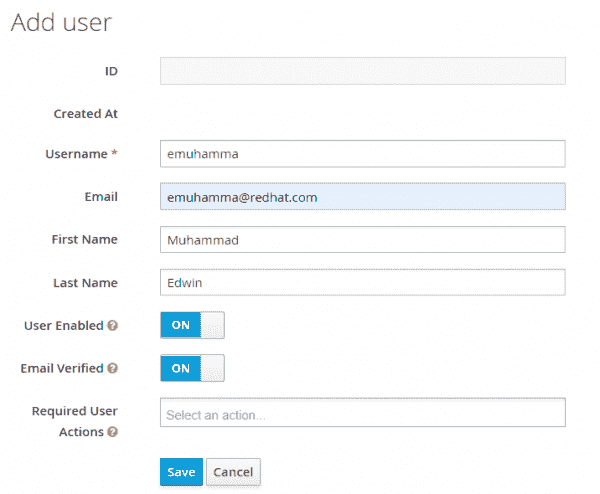 Add user
ID
Created At
Username *
emuhamma
Email
emuhamma@redhat.com
First Name
Muhammad
Last Name
Edwin
User Enabled ?
ON
Email Verified ?
ON
Required User
Actions ?
Select an action...
Save Cancel